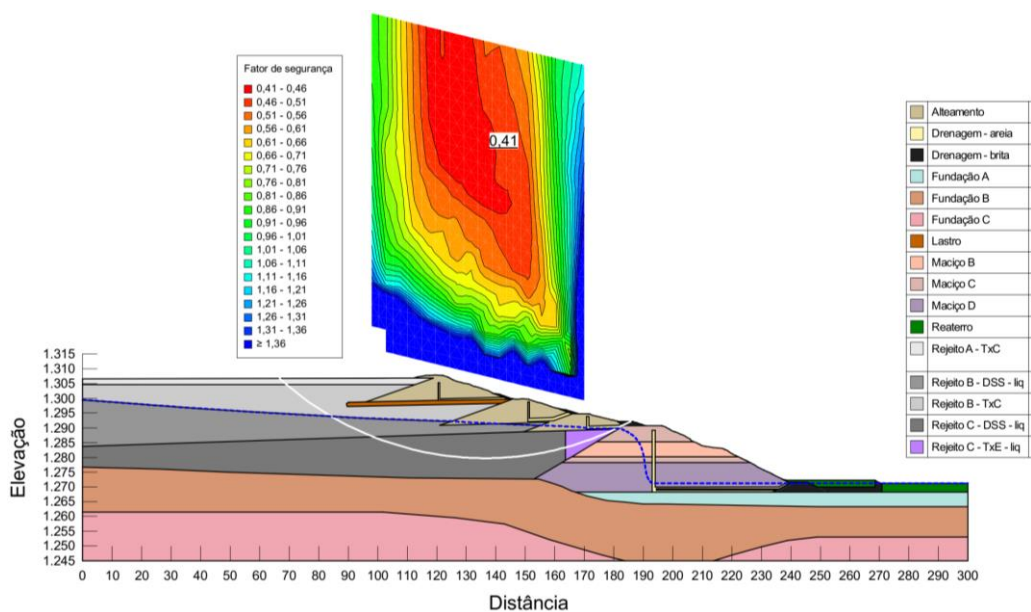 Fator de segurança
0,41 - 0,46
0,46 - 0,51
0,51 - 0,56
0,56 - 0,61
0,61 - 0,66
0,66 - 0,71
0,71 - 0,76
0,76 - 0,81
0,81 - 0,86
0,86 - 0,91
0,91 - 0,96
0,96 - 1,01
1,01 - 1,06
1,06 - 1,11
1,11 - 1,16
1,16 - 1,21
1,21 - 1,26
1,26 - 1,31
1,31 - 1,36
≥ 1,36
0,41
Alteamento
Drenagem - areia
Drenagem - brita
Fundação A
Fundação B
Fundação C
Lastro
Maciço B
Maciço C
Maciço D
Reaterro
Rejeito A - TxC
Rejeito B - DSS - liq
Rejeito B - TxC
Rejeito C - DSS - liq
Rejeito C - TxE - liq
Elevação
1.315
1.310
1.305
1.300
1.295
1.290
1.285
1.280
1.275
1.270
1.265
1.260
1.255
1.250
1.245
0 10 20 30 40 50 60 70 80 90 100 110 120 130 140 150 160 170 180 190 200 210 220 230 240 250 260 270 280 290 300
Distância